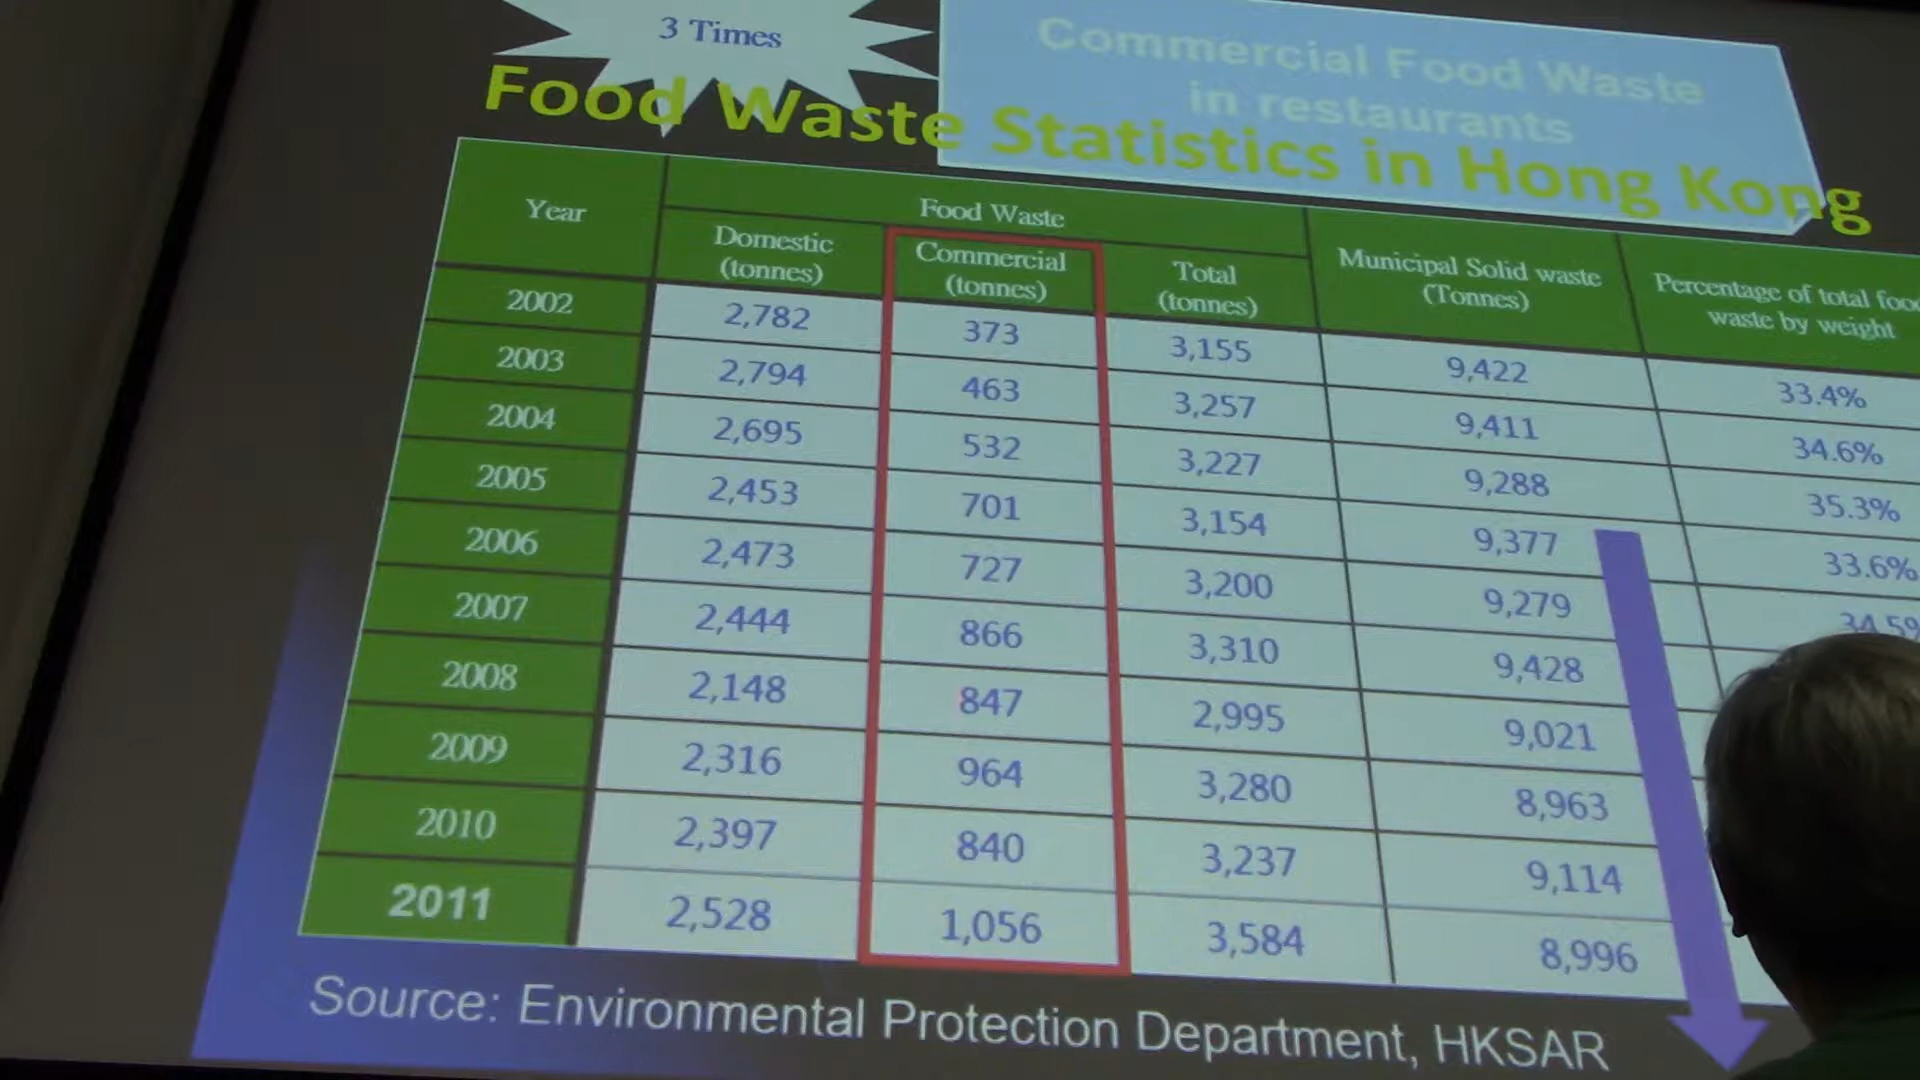 3 Times
Commercial Food Waste
in restaurants
Food Waste Statistics in Hong Kong
Year
Food Waste
Domestic
(tonnes)
Commercial
(tonnes)
Total
(tonnes)
Municipal Solid waste
(Tonnes)
Percentage of total
waste by weight
2002 2,782 373 3,155 9,422 33.4%
2003 2,794 463 3,257 9,411 34.6%
2004 2,695 532 3,227 9,288 35.3%
2005 2,453 701 3,154 9,377 33.6%
2006 2,473 727 3,200 9,279
2007 2,444 866 3,310 9,428
2008 2,148 847 2,995 9,021
2009 2,316 964 3,280 8,963
2010 2,397 840 3,237 9,114
2011 2,528 1,056 3,584 8,996
Source: Environmental Protection Department, HKSAR